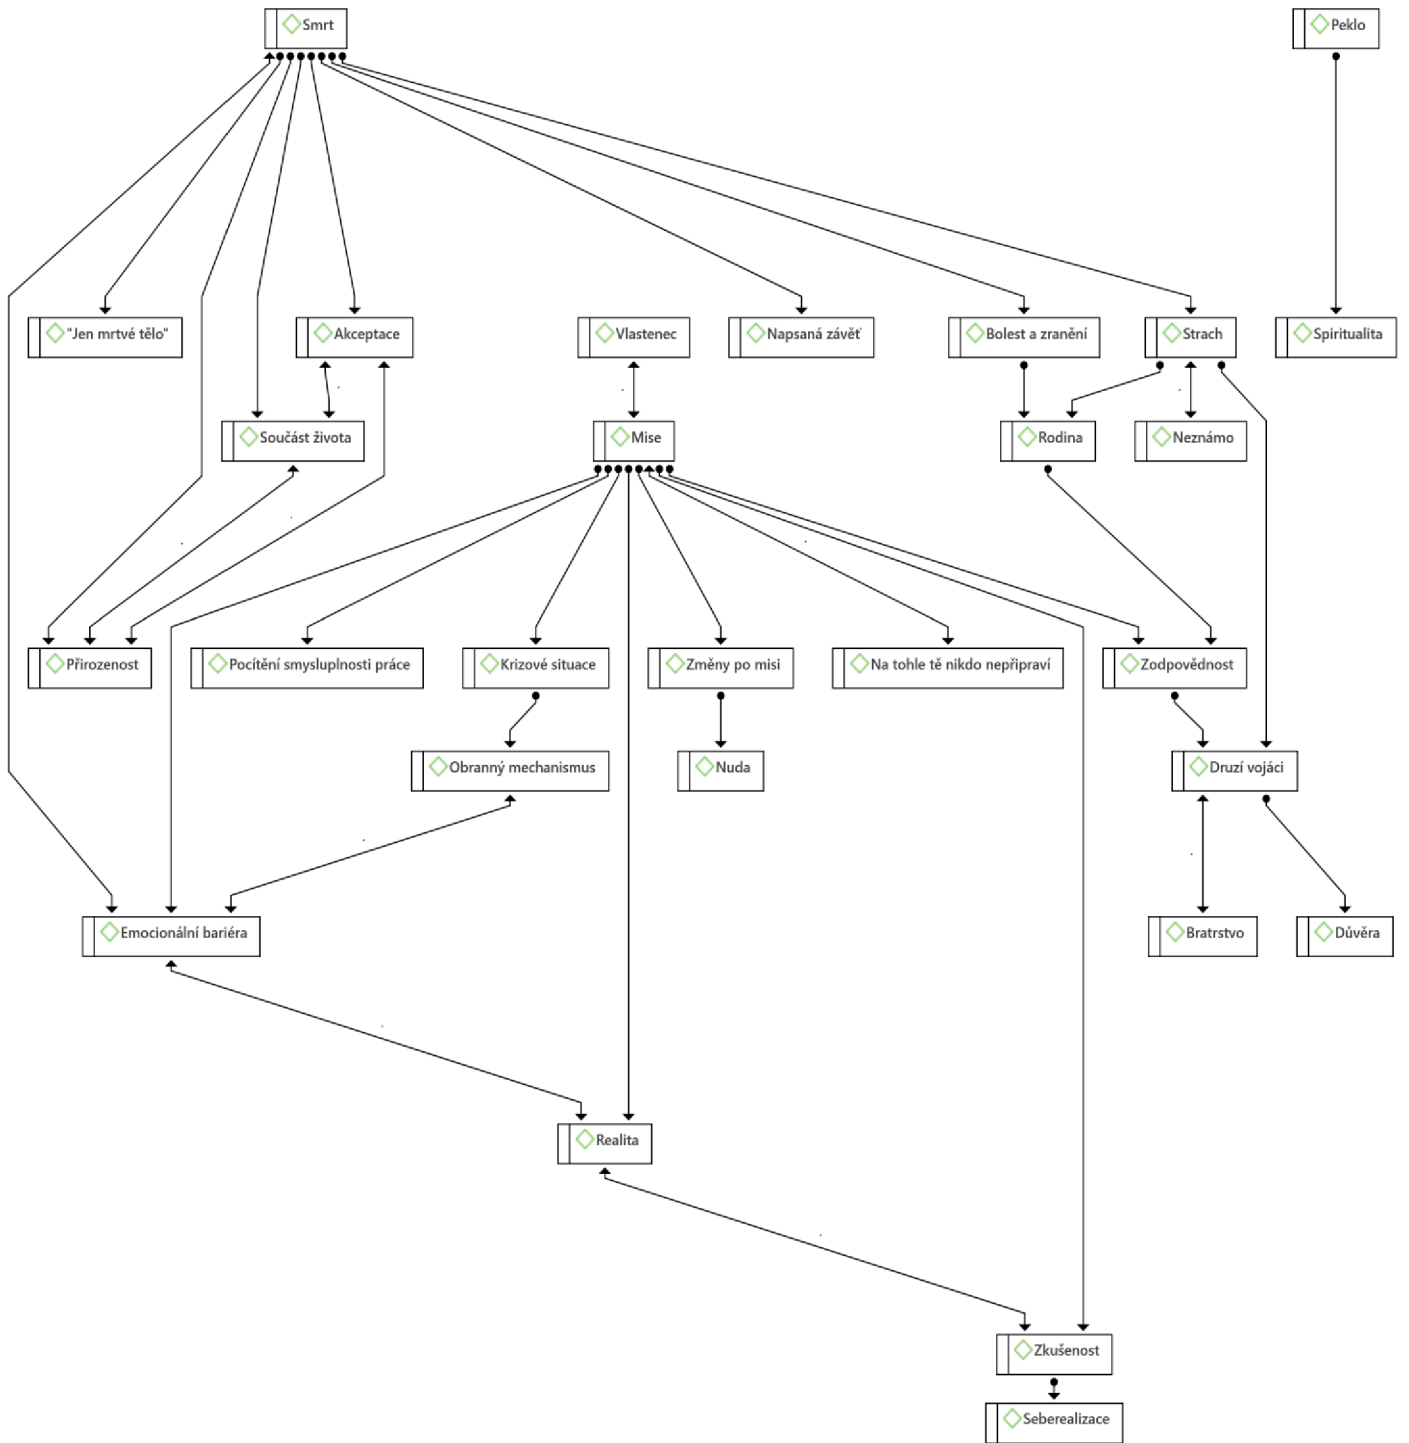 Smrt
Peklo
"Jen mrtvé tělo"
Akceptace
Vlastenec
Napsaná závěť
Bolest a zranění
Strach
Spiritualita
Součást života
Mise
Rodina
Neznámo
Přirozenost
Pocítění smysluplnosti práce
Krizové situace
Změny po misi
Na tohle tě nikdo nepřipraví
Zodpovědnost
Obranný mechanismus
Nuda
Druzí vojáci
Emocionální bariéra
Bratrstvo
Důvěra
Realita
Zkušenost
Seberealizace